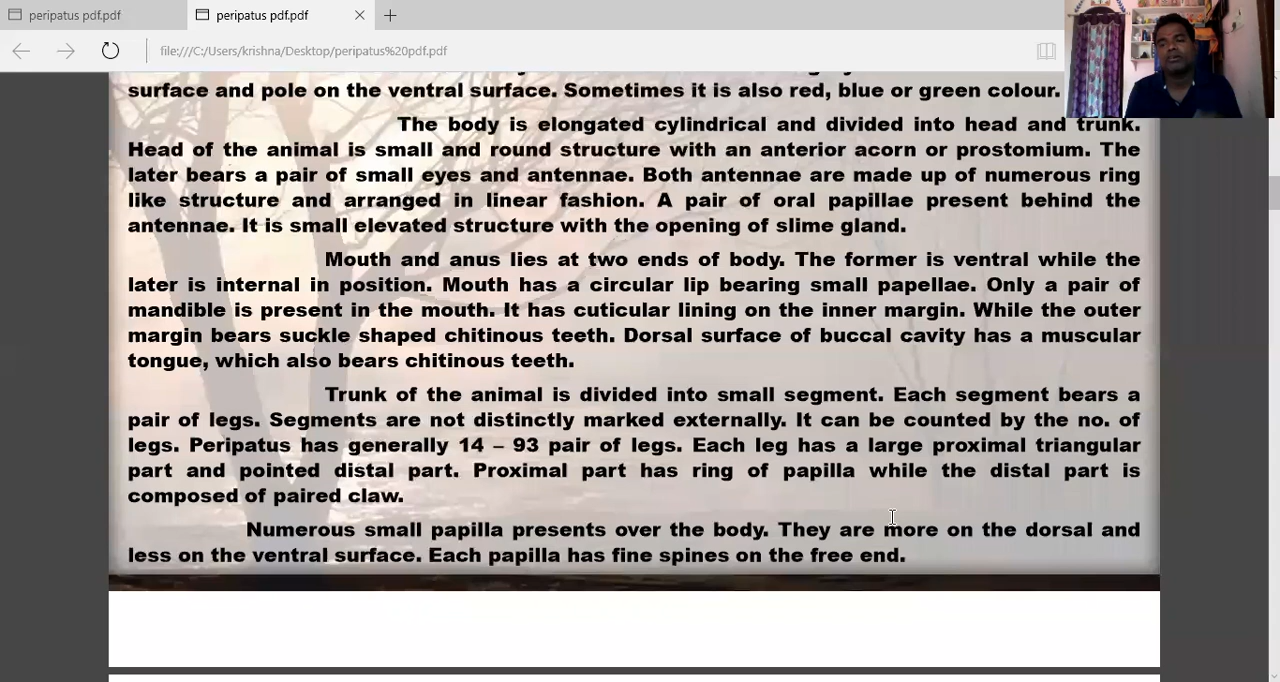 peripatus pdf.pdf
peripatus pdf.pdf
file:///C:/Users/krishna/Desktop/peripatus%20pdf.pdf
surface and pole on the ventral surface. Sometimes it is also red, blue or green colour.
The body is elongated cylindrical and divided into head and trunk.
Head of the animal is small and round structure with an anterior acorn or prostomium. The
later bears a pair of small eyes and antennae. Both antennae are made up of numerous ring
like structure and arranged in linear fashion. A pair of oral papillae present behind the
antennae. It is small elevated structure with the opening of slime gland.
Mouth and anus lies at two ends of body. The former is ventral while the
later is internal in position. Mouth has a circular lip bearing small papellae. Only a pair of
mandible is present in the mouth. It has cuticular lining on the inner margin. While the outer
margin bears suckle shaped chitinous teeth. Dorsal surface of buccal cavity has a muscular
tongue, which also bears chitinous teeth.
Trunk of the animal is divided into small segment. Each segment bears a
pair of legs. Segments are not distinctly marked externally. It can be counted by the no. of
legs. Peripatus has generally 14 – 93 pair of legs. Each leg has a large proximal triangular
part and pointed distal part. Proximal part has ring of papilla while the distal part is
composed of paired claw.
Numerous small papilla presents over the body. They are more on the dorsal and
less on the ventral surface. Each papilla has fine spines on the free end.